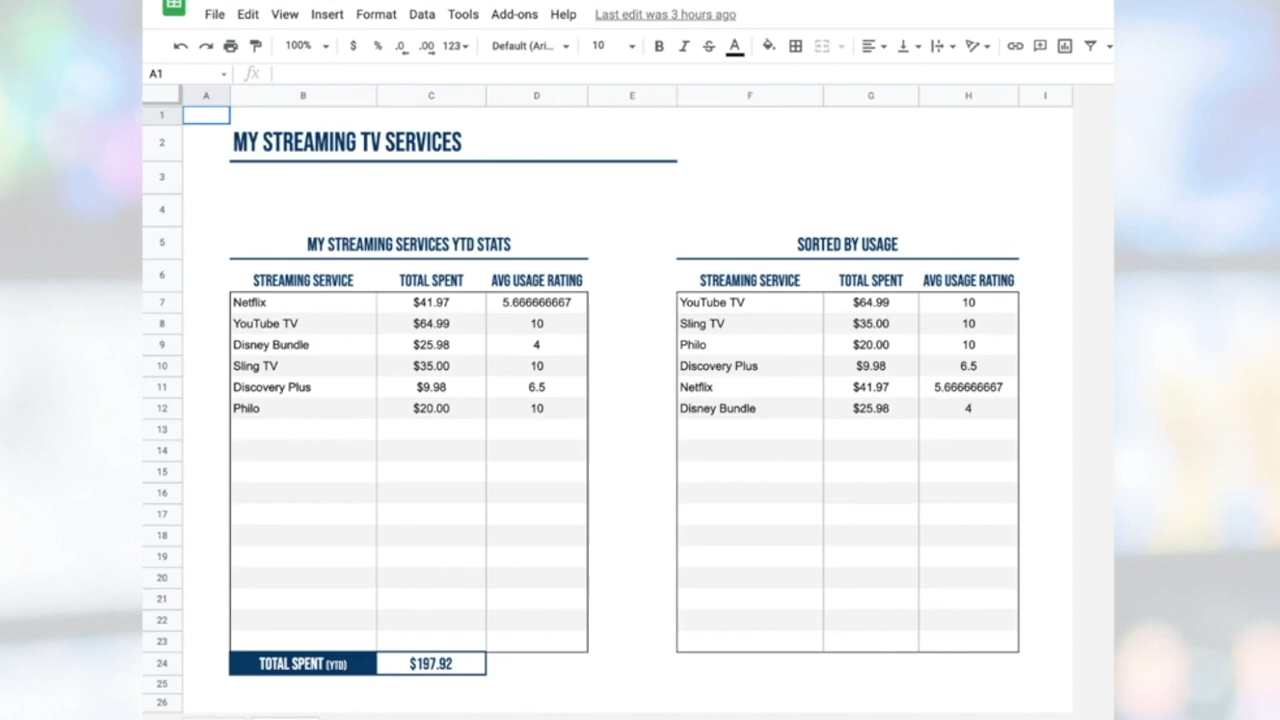 File Edit View Insert Format Data Tools Add-ons Help Last edit was 3 hours ago
100% $ % .0 .00 123 Default (Ari... 10 B I S A
A1 fx
A B C D E F G H I
1
2 MY STREAMING TV SERVICES
3
4
5 MY STREAMING SERVICES YTD STATS SORTED BY USAGE
6 STREAMING SERVICE TOTAL SPENT AVG USAGE RATING STREAMING SERVICE TOTAL SPENT AVG USAGE RATING
7 Netflix $41.97 5.666666667 YouTube TV $64.99 10
8 YouTube TV $64.99 10 Sling TV $35.00 10
9 Disney Bundle $25.98 4 Philo $20.00 10
10 Sling TV $35.00 10 Discovery Plus $9.98 6.5
11 Discovery Plus $9.98 6.5 Netflix $41.97 5.666666667
12 Philo $20.00 10 Disney Bundle $25.98 4
13
14
15
16
17
18
19
20
21
22
23
24 TOTAL SPENT (YTD) $197.92
25
26